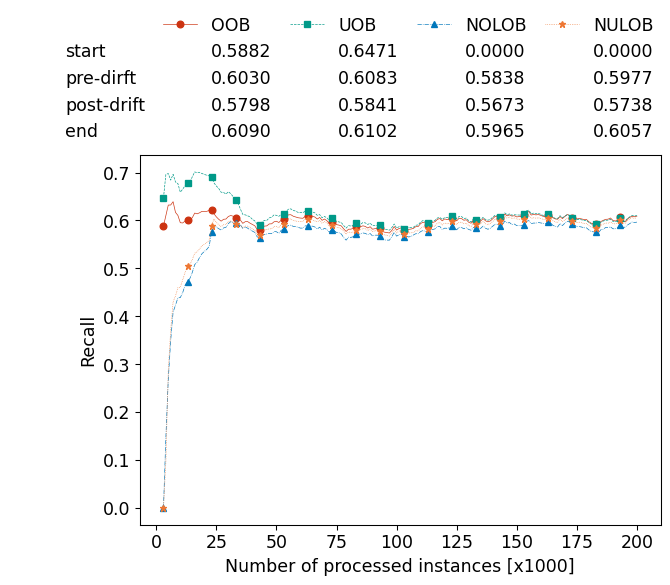 OOB UOB NOLOB NULOB
start 0.5882 0.6471 0.0000 0.0000
pre-dirft 0.6030 0.6083 0.5838 0.5977
post-drift 0.5798 0.5841 0.5673 0.5738
end 0.6090 0.6102 0.5965 0.6057
0.7
0.6
0.5
0.4
0.3
0.2
0.1
0.0
Recall
0 25 50 75 100 125 150 175 200
Number of processed instances [x1000]